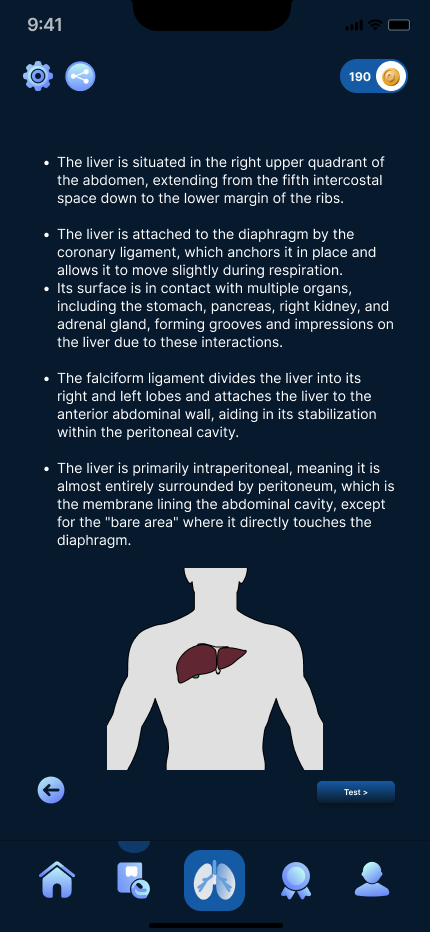 9:41
190
• The liver is situated in the right upper quadrant of
the abdomen, extending from the fifth intercostal
space down to the lower margin of the ribs.
• The liver is attached to the diaphragm by the
coronary ligament, which anchors it in place and
allows it to move slightly during respiration.
• Its surface is in contact with multiple organs,
including the stomach, pancreas, right kidney, and
adrenal gland, forming grooves and impressions on
the liver due to these interactions.
• The falciform ligament divides the liver into its
right and left lobes and attaches the liver to the
anterior abdominal wall, aiding in its stabilization
within the peritoneal cavity.
• The liver is primarily intraperitoneal, meaning it is
almost entirely surrounded by peritoneum, which is
the membrane lining the abdominal cavity, except
for the "bare area" where it directly touches the
diaphragm.
Test >